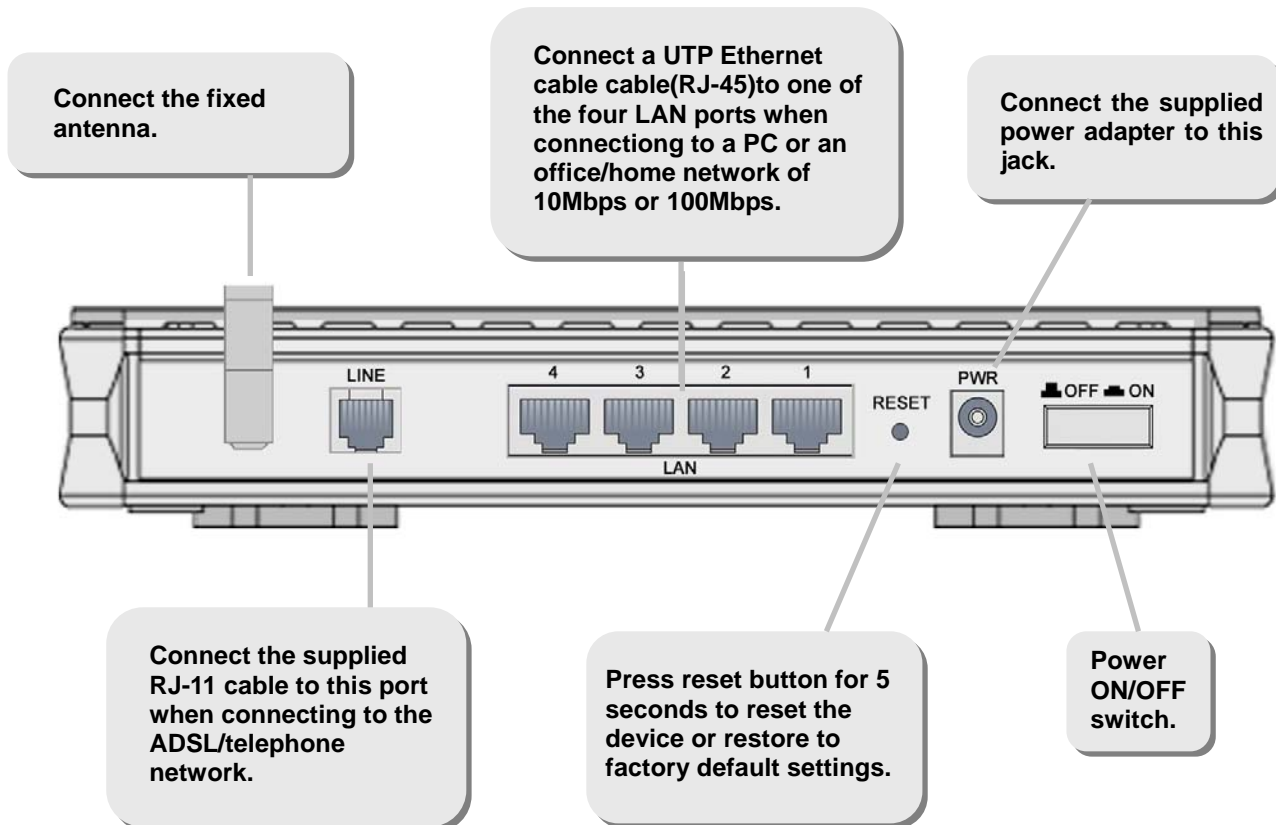 Connect the fixed
antenna.
Connect a UTP Ethernet
cable cable(RJ-45)to one of
the four LAN ports when
connectiong to a PC or an
office/home network of
10Mbps or 100Mbps.
Connect the supplied
power adapter to this
jack.
LINE
4 3 2 1
LAN
RESET
PWR
OFF ON
Connect the supplied
RJ-11 cable to this port
when connecting to the
ADSL/telephone
network.
Press reset button for 5
seconds to reset the
device or restore to
factory default settings.
Power
ON/OFF
switch.